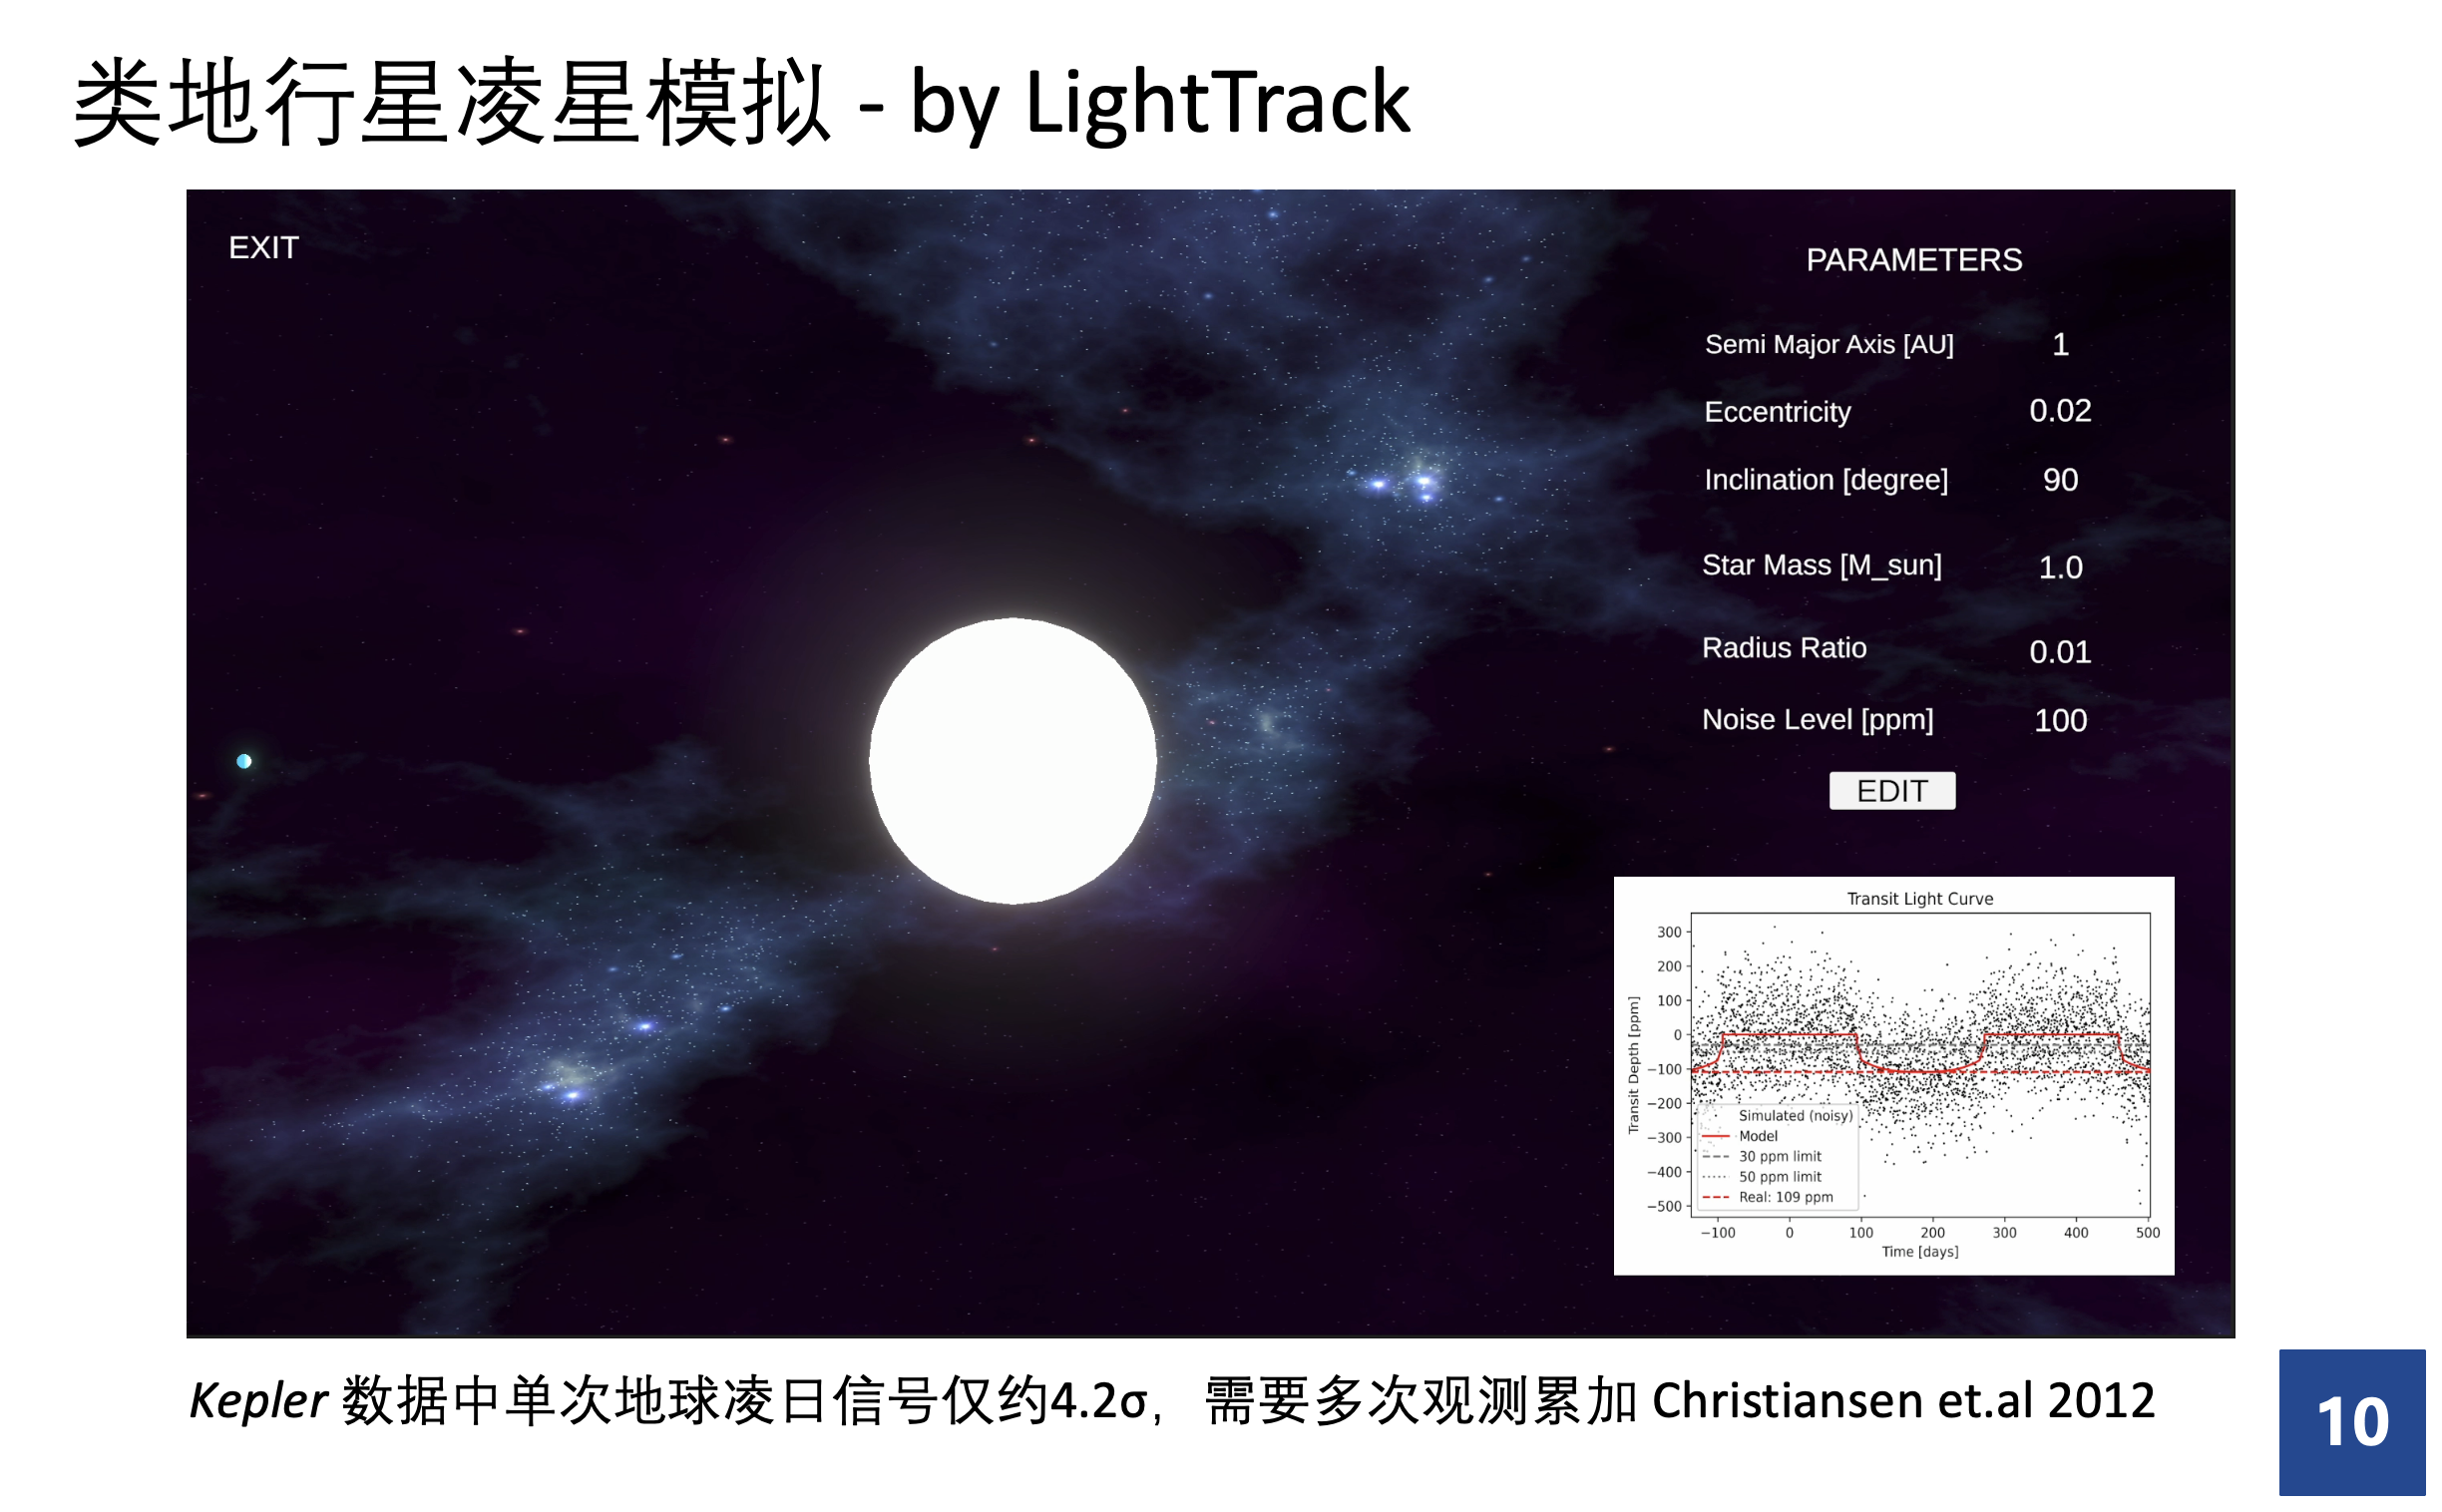 类地行星凌星模拟 - by LightTrack
EXIT
PARAMETERS
Semi Major Axis [AU] 1
Eccentricity 0.02
Inclination [degree] 90
Star Mass [M_sun] 1.0
Radius Ratio 0.01
Noise Level [ppm] 100
EDIT
Transit Light Curve
Transit Depth [ppm]
300
200
100
0
−100
−200
−300
−400
−500
Simulated (noisy)
Model
30 ppm limit
50 ppm limit
Real: 109 ppm
−100 0 100 200 300 400 500
Time [days]
Kepler 数据中单次地球凌日信号仅约4.2σ， 需要多次观测累加 Christiansen et.al 2012
10